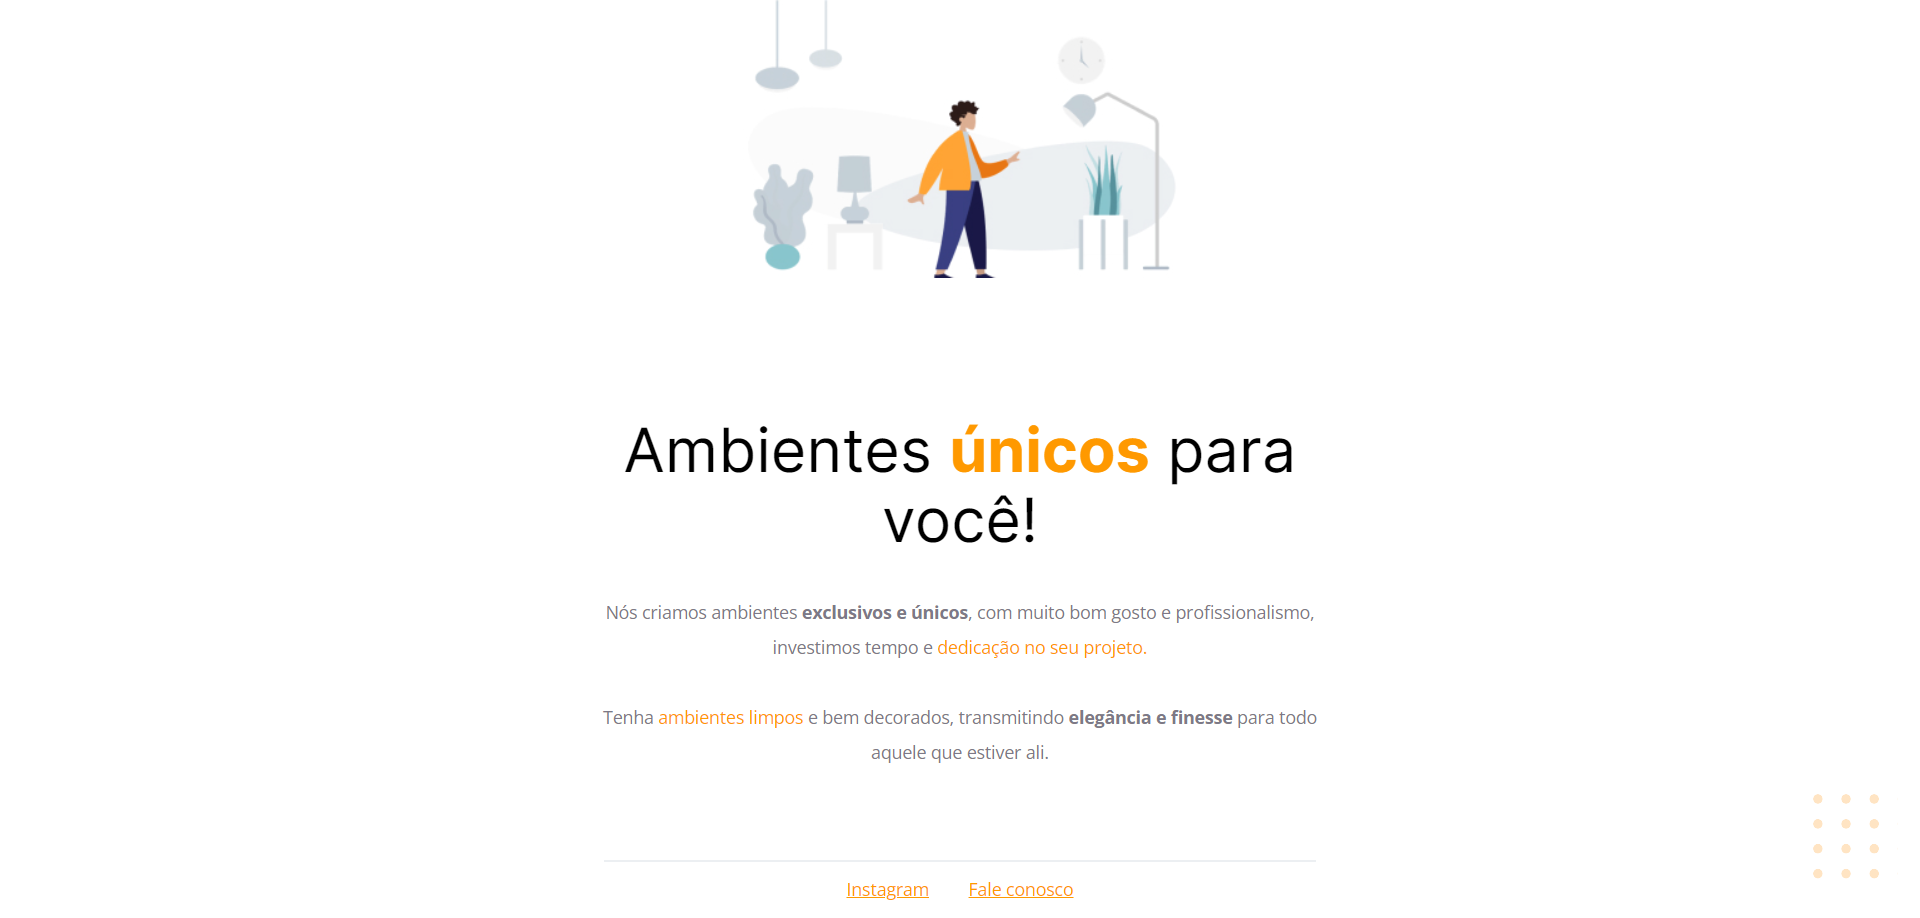 Ambientes únicos para
você!
Nós criamos ambientes exclusivos e únicos, com muito bom gosto e profissionalismo,
investimos tempo e dedicação no seu projeto.
Tenha ambientes limpos e bem decorados, transmitindo elegância e finesse para todo
aquele que estiver ali.
Instagram Fale conosco